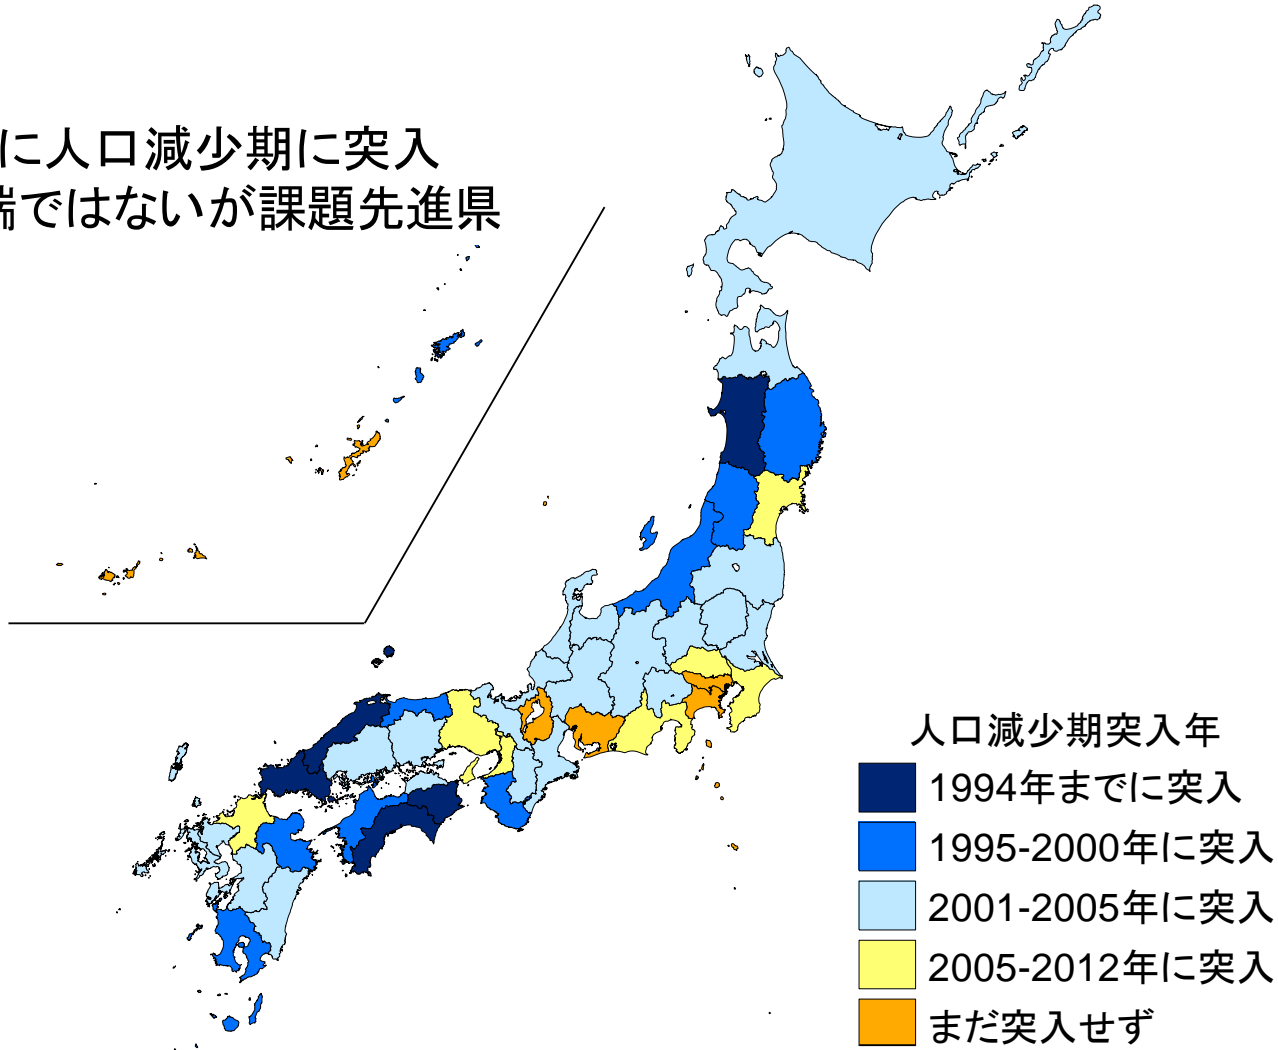 に人口減少期に突入
端ではないが課題先進県
人口減少期突入年
1994年までに突入
1995-2000年に突入
2001-2005年に突入
2005-2012年に突入
まだ突入せず